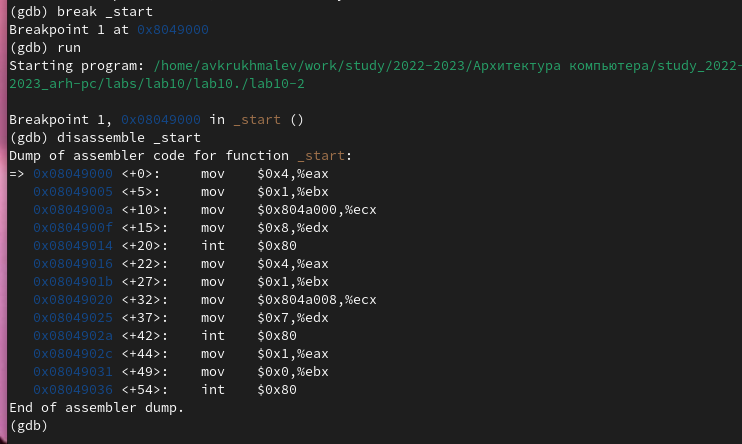 (gdb) break _start
Breakpoint 1 at 0x8049000
(gdb) run
Starting program: /home/avkrukhmalev/work/study/2022-2023/Архитектура компьютера/study_2022-
2023_arh-pc/labs/lab10/lab10./lab10-2
Breakpoint 1, 0x08049000 in _start ()
(gdb) disassemble _start
Dump of assembler code for function _start:
=> 0x08049000 <+0>:     mov    $0x4,%eax
   0x08049005 <+5>:     mov    $0x1,%ebx
   0x0804900a <+10>:    mov    $0x804a000,%ecx
   0x0804900f <+15>:    mov    $0x8,%edx
   0x08049014 <+20>:    int    $0x80
   0x08049016 <+22>:    mov    $0x4,%eax
   0x0804901b <+27>:    mov    $0x1,%ebx
   0x08049020 <+32>:    mov    $0x804a008,%ecx
   0x08049025 <+37>:    mov    $0x7,%edx
   0x0804902a <+42>:    int    $0x80
   0x0804902c <+44>:    mov    $0x1,%eax
   0x08049031 <+49>:    mov    $0x0,%ebx
   0x08049036 <+54>:    int    $0x80
End of assembler dump.
(gdb)